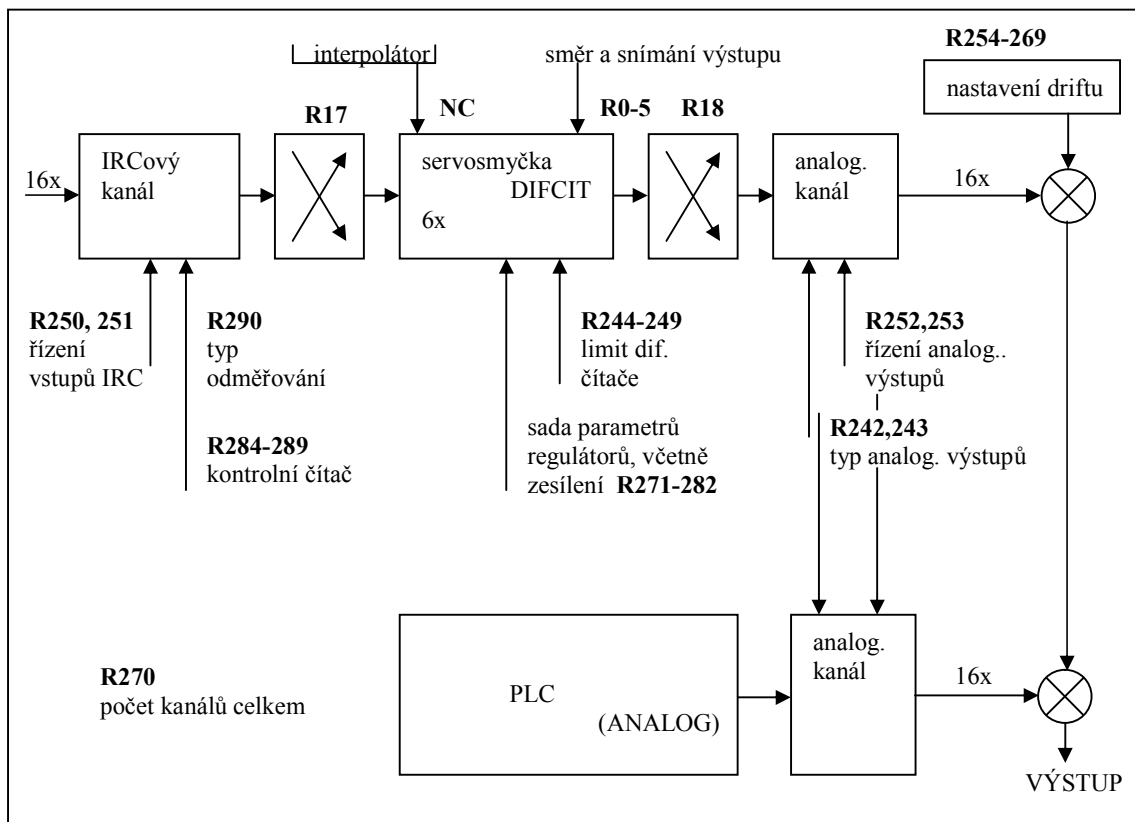 interpolátor
směr a snímání výstupu
R254-269
nastavení driftu
R17
NC
R0-5
R18
16x
IRCový
kanál
servosmyčka
DIFCIT
6x
analog.
kanál
16x
R250, 251
řízení
vstupů IRC
R290
typ
odměřování
R284-289
kontrolní čítač
R244-249
limit dif.
čítače
sada parametrů
regulátorů, včetně
zesílení R271-282
R252,253
řízení analog..
výstupů
R242,243
typ analog. výstupů
R270
počet kanálů celkem
PLC
(ANALOG)
analog.
kanál
16x
VÝSTUP